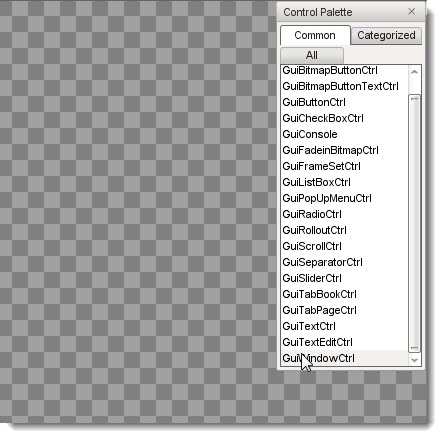 Control Palette
Common Categorized
All
GuiBitmapButtonCtrl
GuiBitmapButtonTextCtrl
GuiButtonCtrl
GuiCheckBoxCtrl
GuiConsole
GuiFadeinBitmapCtrl
GuiFrameSetCtrl
GuiListBoxCtrl
GuiPopUpMenuCtrl
GuiRadioCtrl
GuiRolloutCtrl
GuiScrollCtrl
GuiSeparatorCtrl
GuiSliderCtrl
GuiTabBookCtrl
GuiTabPageCtrl
GuiTextCtrl
GuiTextEditCtrl
GuiWindowCtrl